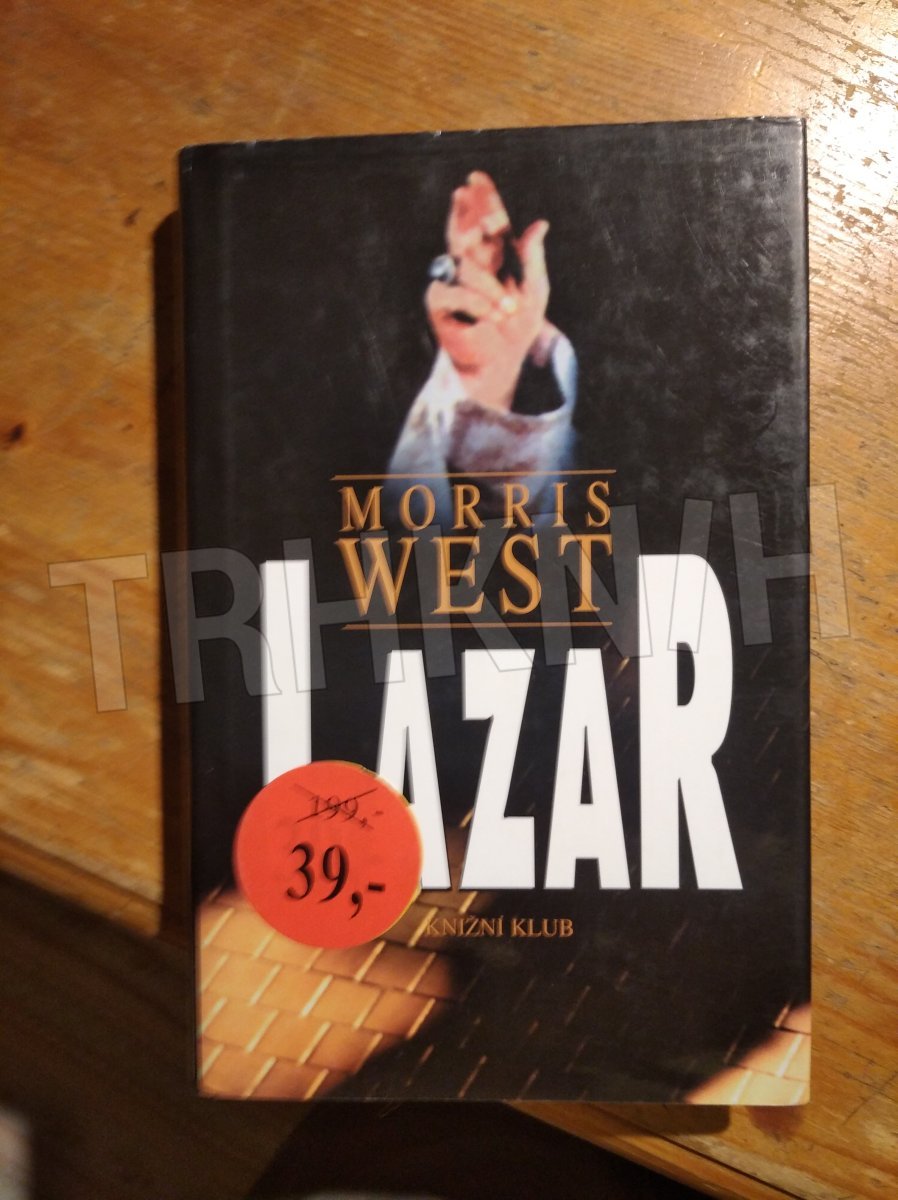 MORRIS
WEST
TRHKNIH
LAZAR
199,-
39,-
KNIŽNÍ KLUB